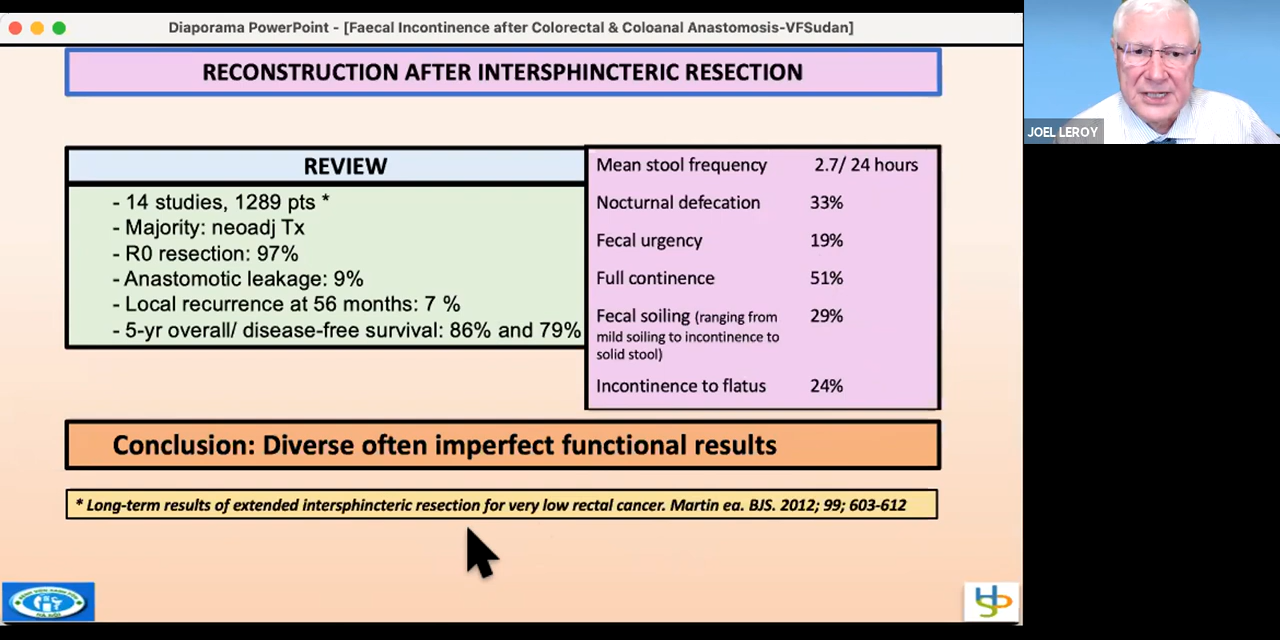 Diaporama PowerPoint - [Faecal Incontinence after Colorectal & Coloanal Anastomosis-VFSudan]
JOEL LEROY
RECONSTRUCTION AFTER INTERSPHINCTERIC RESECTION
REVIEW
- 14 studies, 1289 pts *
- Majority: neoadj Tx
- R0 resection: 97%
- Anastomotic leakage: 9%
- Local recurrence at 56 months: 7 %
- 5-yr overall/ disease-free survival: 86% and 79%
Mean stool frequency 2.7/ 24 hours
Nocturnal defecation 33%
Fecal urgency 19%
Full continence 51%
Fecal soiling (ranging from 29%
mild soiling to incontinence to
solid stool)
Incontinence to flatus 24%
Conclusion: Diverse often imperfect functional results
* Long-term results of extended intersphincteric resection for very low rectal cancer. Martin ea. BJS. 2012; 99; 603-612